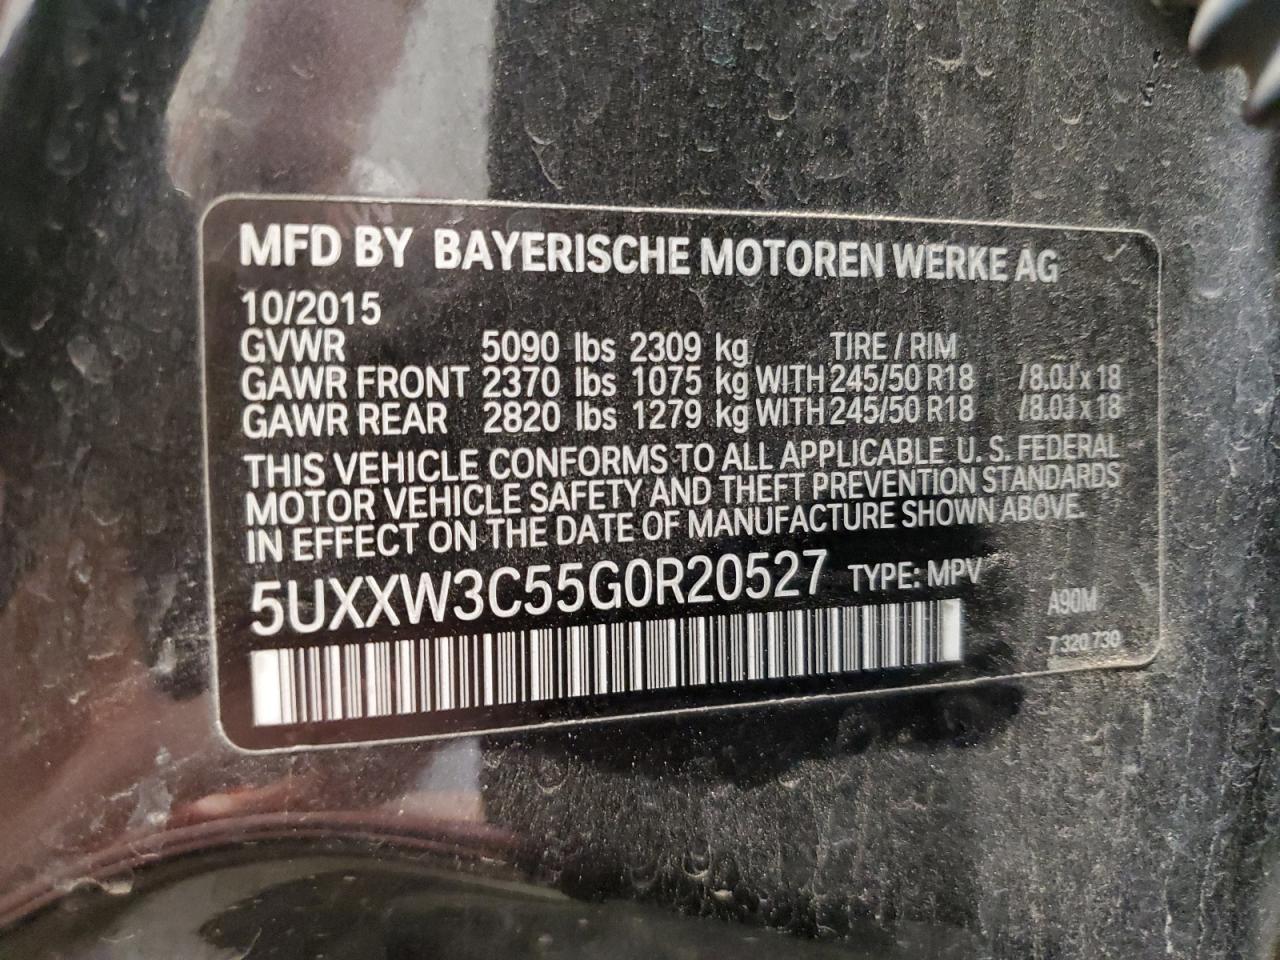 MFD BY BAYERISCHE MOTOREN WERKE AG
10/2015
GVWR 5090 lbs 2309 kg TIRE / RIM
GAWR FRONT 2370 lbs 1075 kg WITH 245/50 R18 /8.0J x 18
GAWR REAR 2820 lbs 1279 kg WITH 245/50 R18 /8.0J x 18
THIS VEHICLE CONFORMS TO ALL APPLICABLE U. S. FEDERAL
MOTOR VEHICLE SAFETY AND THEFT PREVENTION STANDARDS
IN EFFECT ON THE DATE OF MANUFACTURE SHOWN ABOVE.
5UXXW3C55G0R20527 TYPE: MPV
A90M
7 320 730